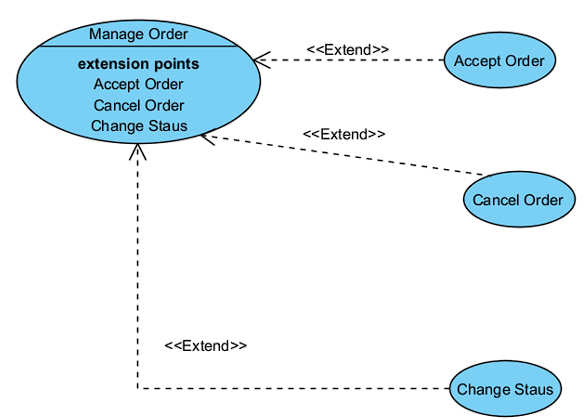 Manage Order
extension points
Accept Order
Cancel Order
Change Staus
<<Extend>>
Accept Order
<<Extend>>
Cancel Order
<<Extend>>
Change Staus